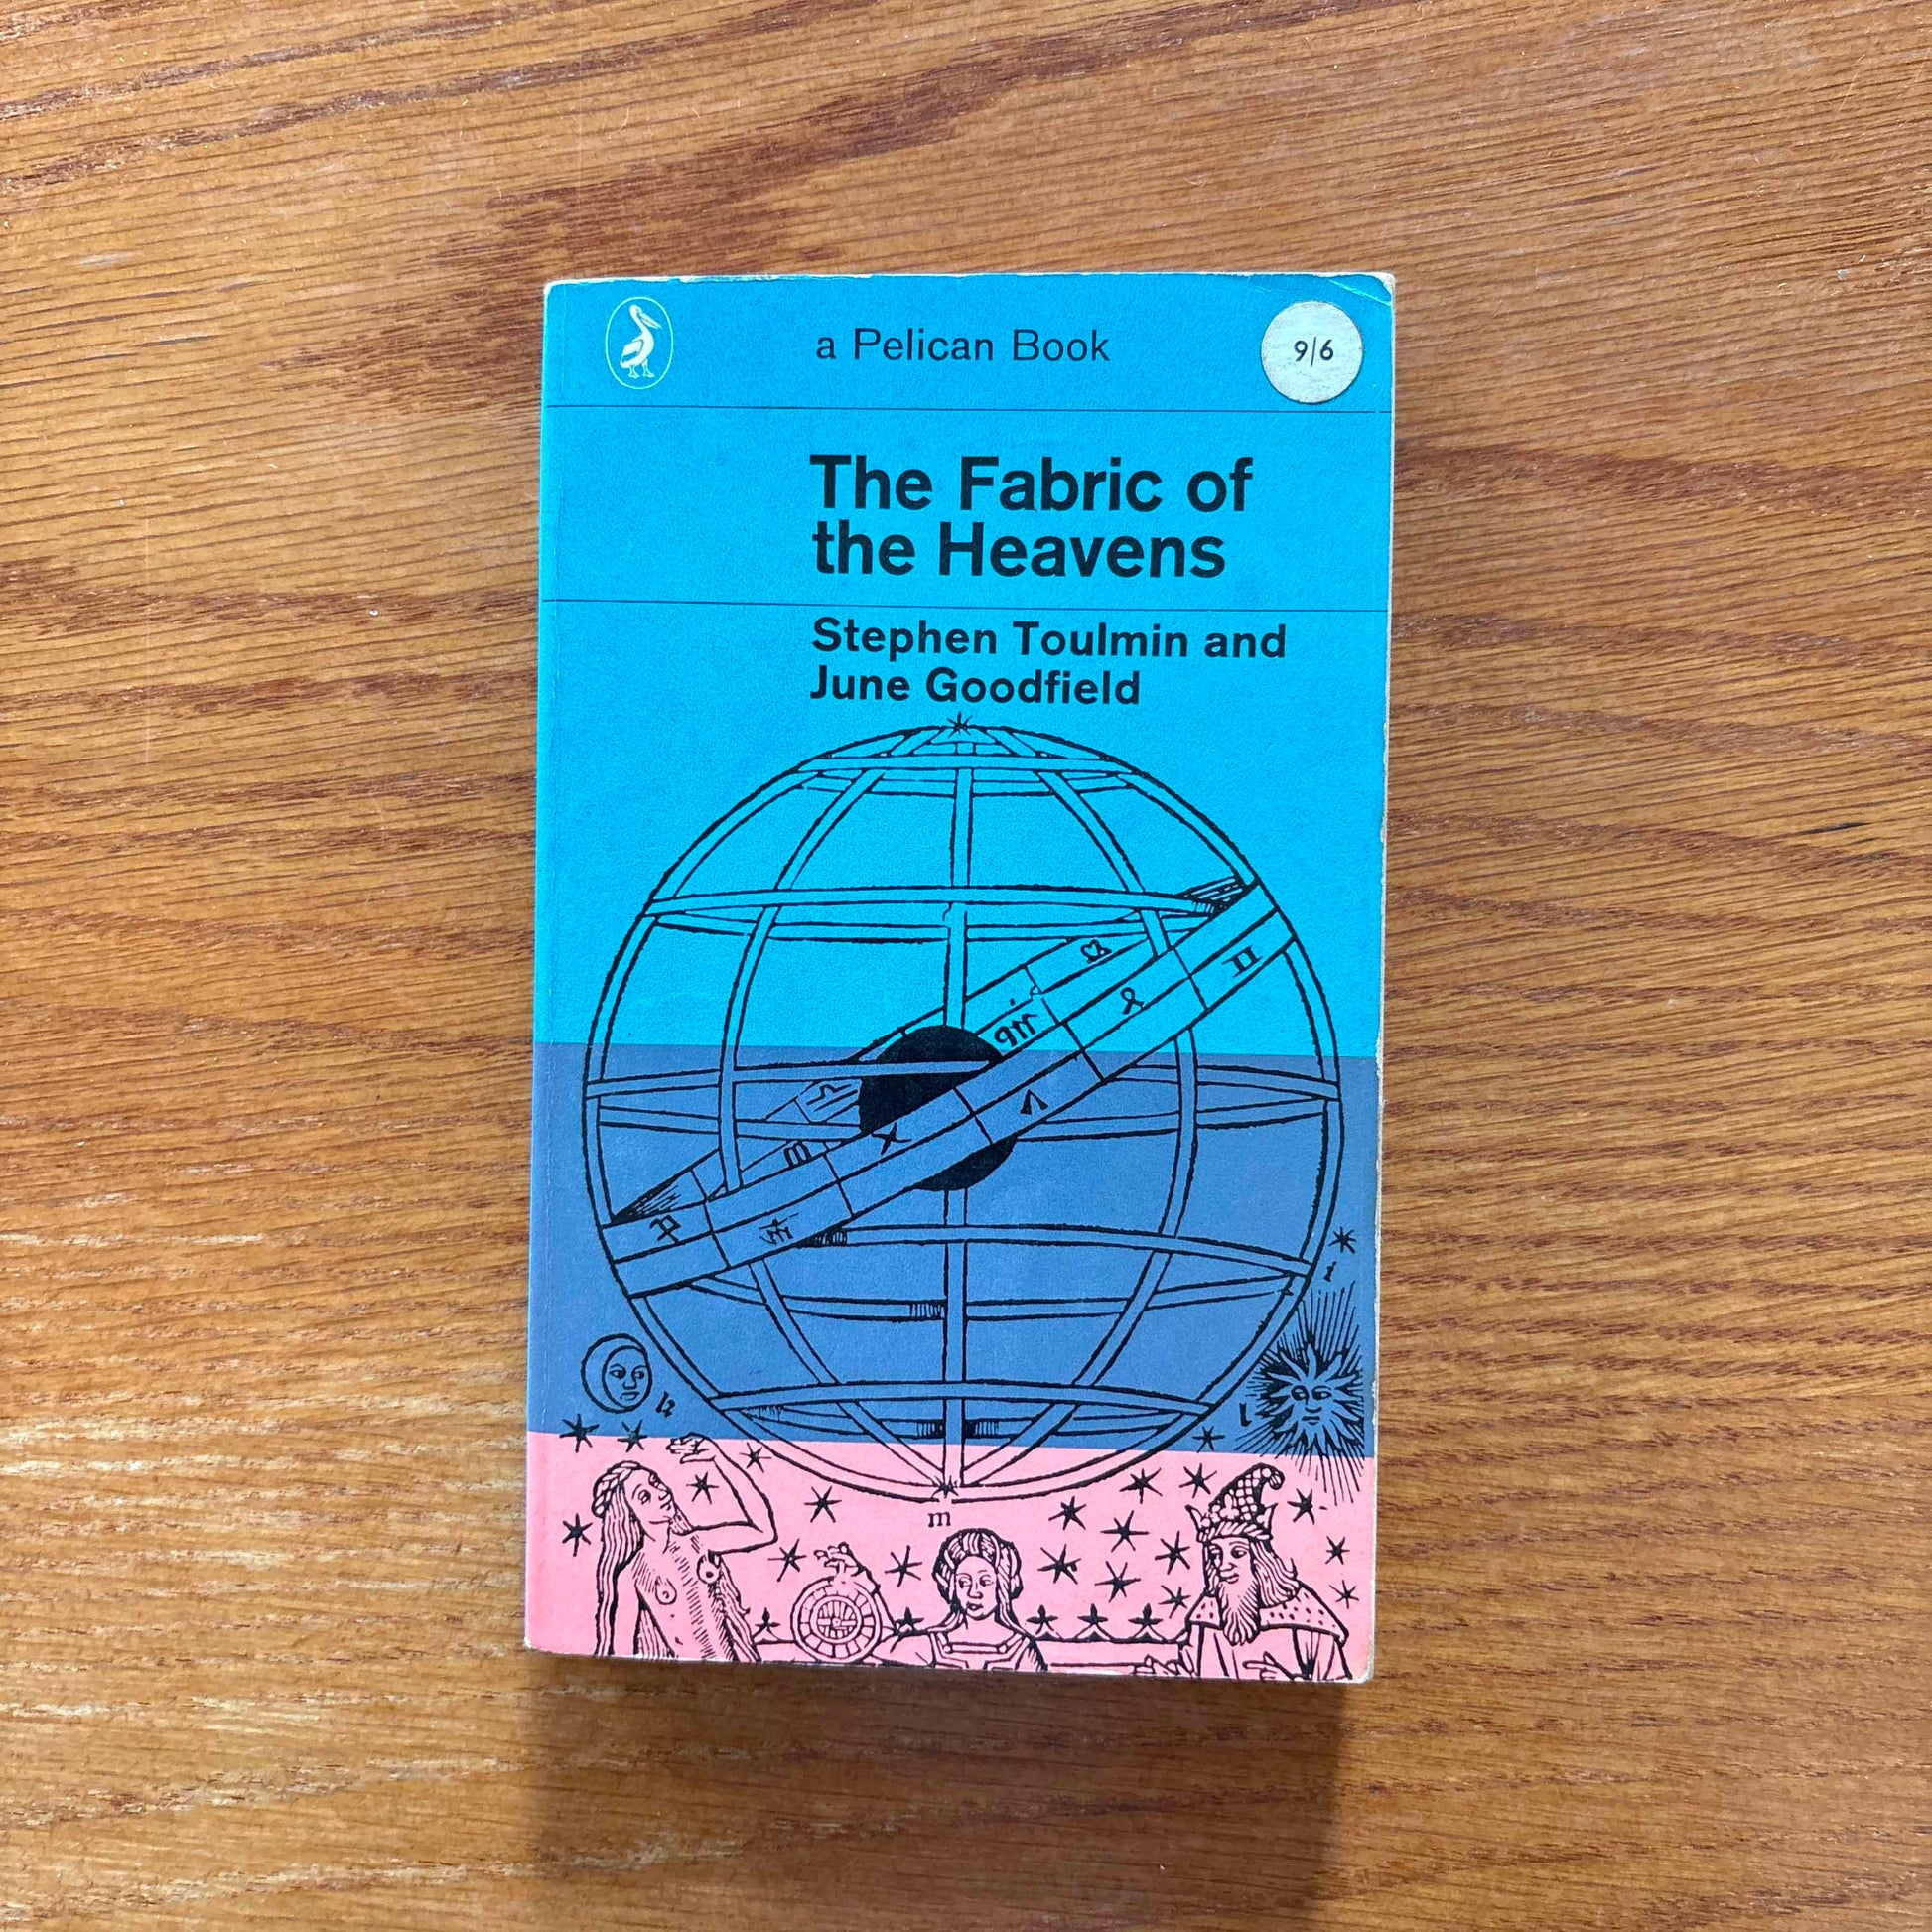 a Pelican Book
9/6
The Fabric of
the Heavens
Stephen Toulmin and
June Goodfield
m